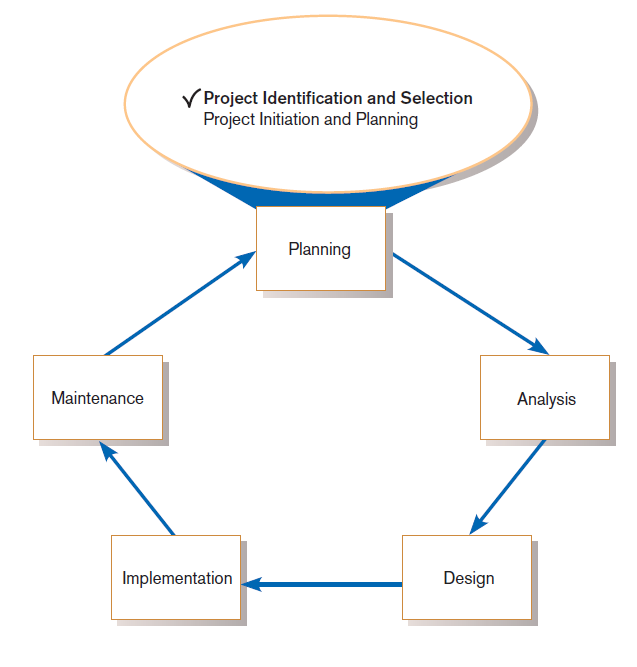 ✓ Project Identification and Selection
Project Initiation and Planning
Planning
Maintenance
Analysis
Implementation
Design